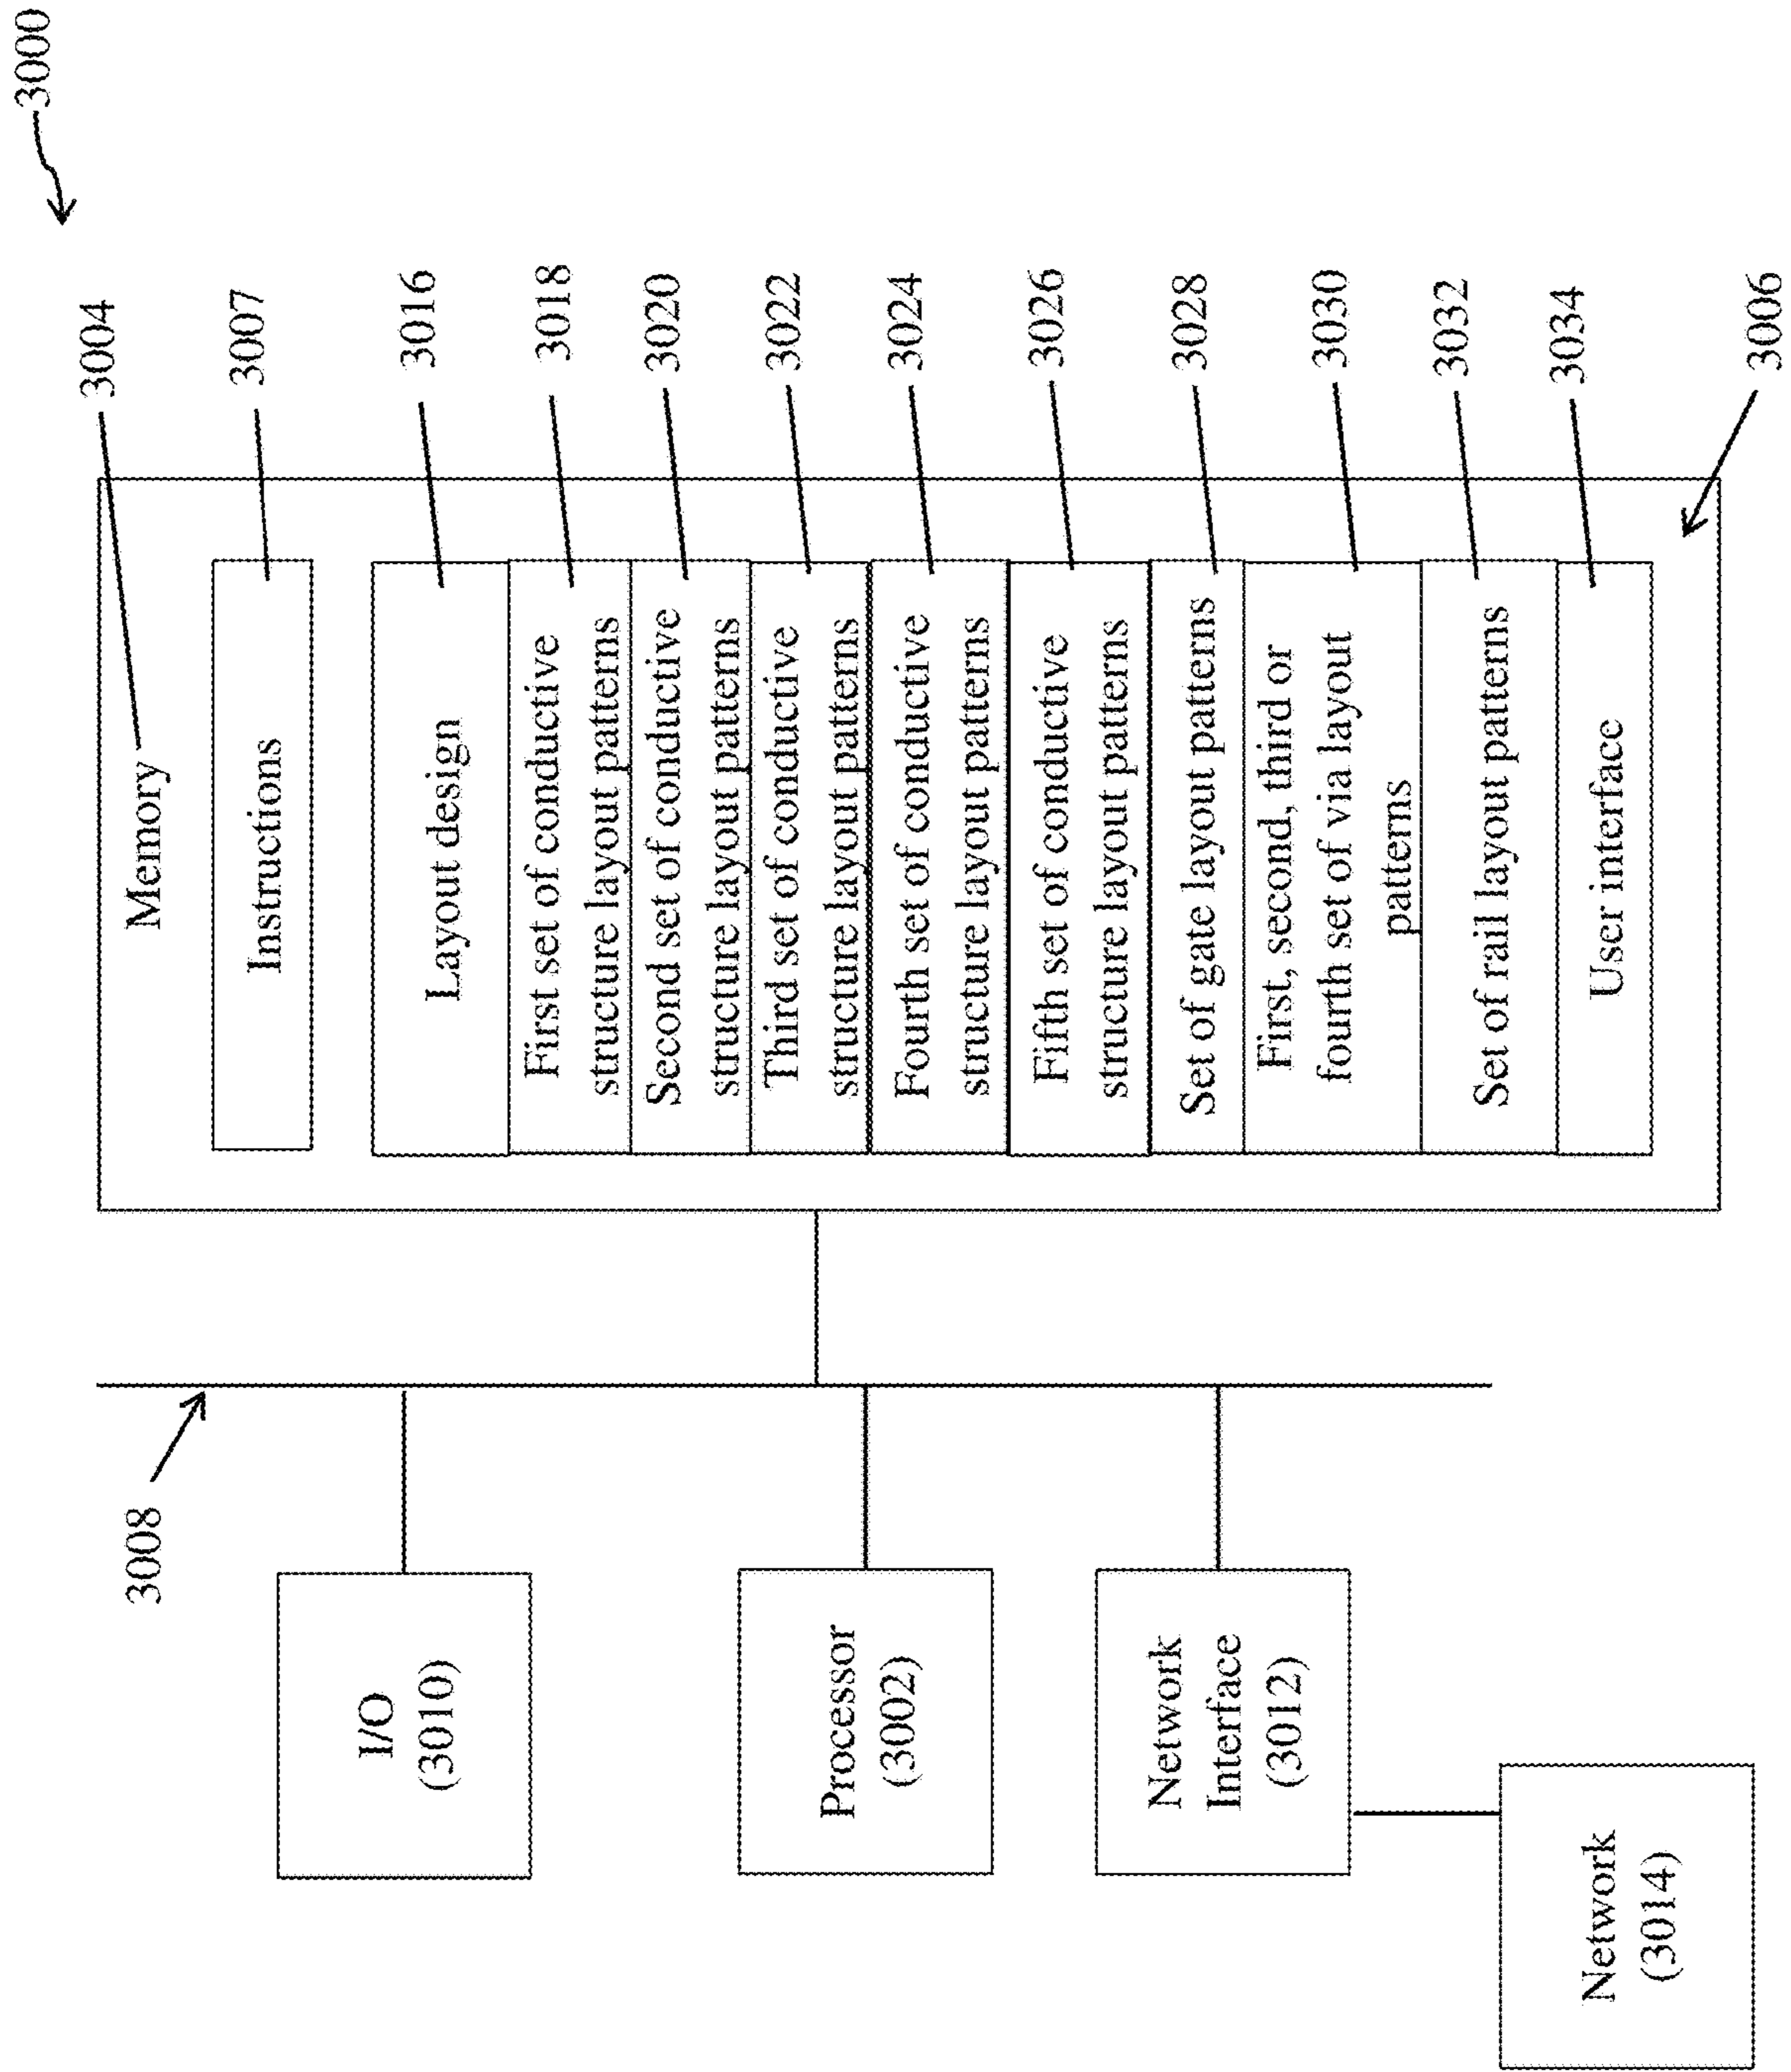 3000
3004
Memory
3007
Instructions
3016
Layout design
3018
First set of conductive
structure layout patterns
3020
Second set of conductive
structure layout patterns
3022
Third set of conductive
structure layout patterns
3024
Fourth set of conductive
structure layout patterns
3026
Fifth set of conductive
structure layout patterns
3028
Set of gate layout patterns
3030
First, second, third or
fourth set of via layout
patterns
3032
Set of rail layout patterns
3034
User interface
3006
3008
I/O
(3010)
Processor
(3002)
Network
Interface
(3012)
Network
(3014)